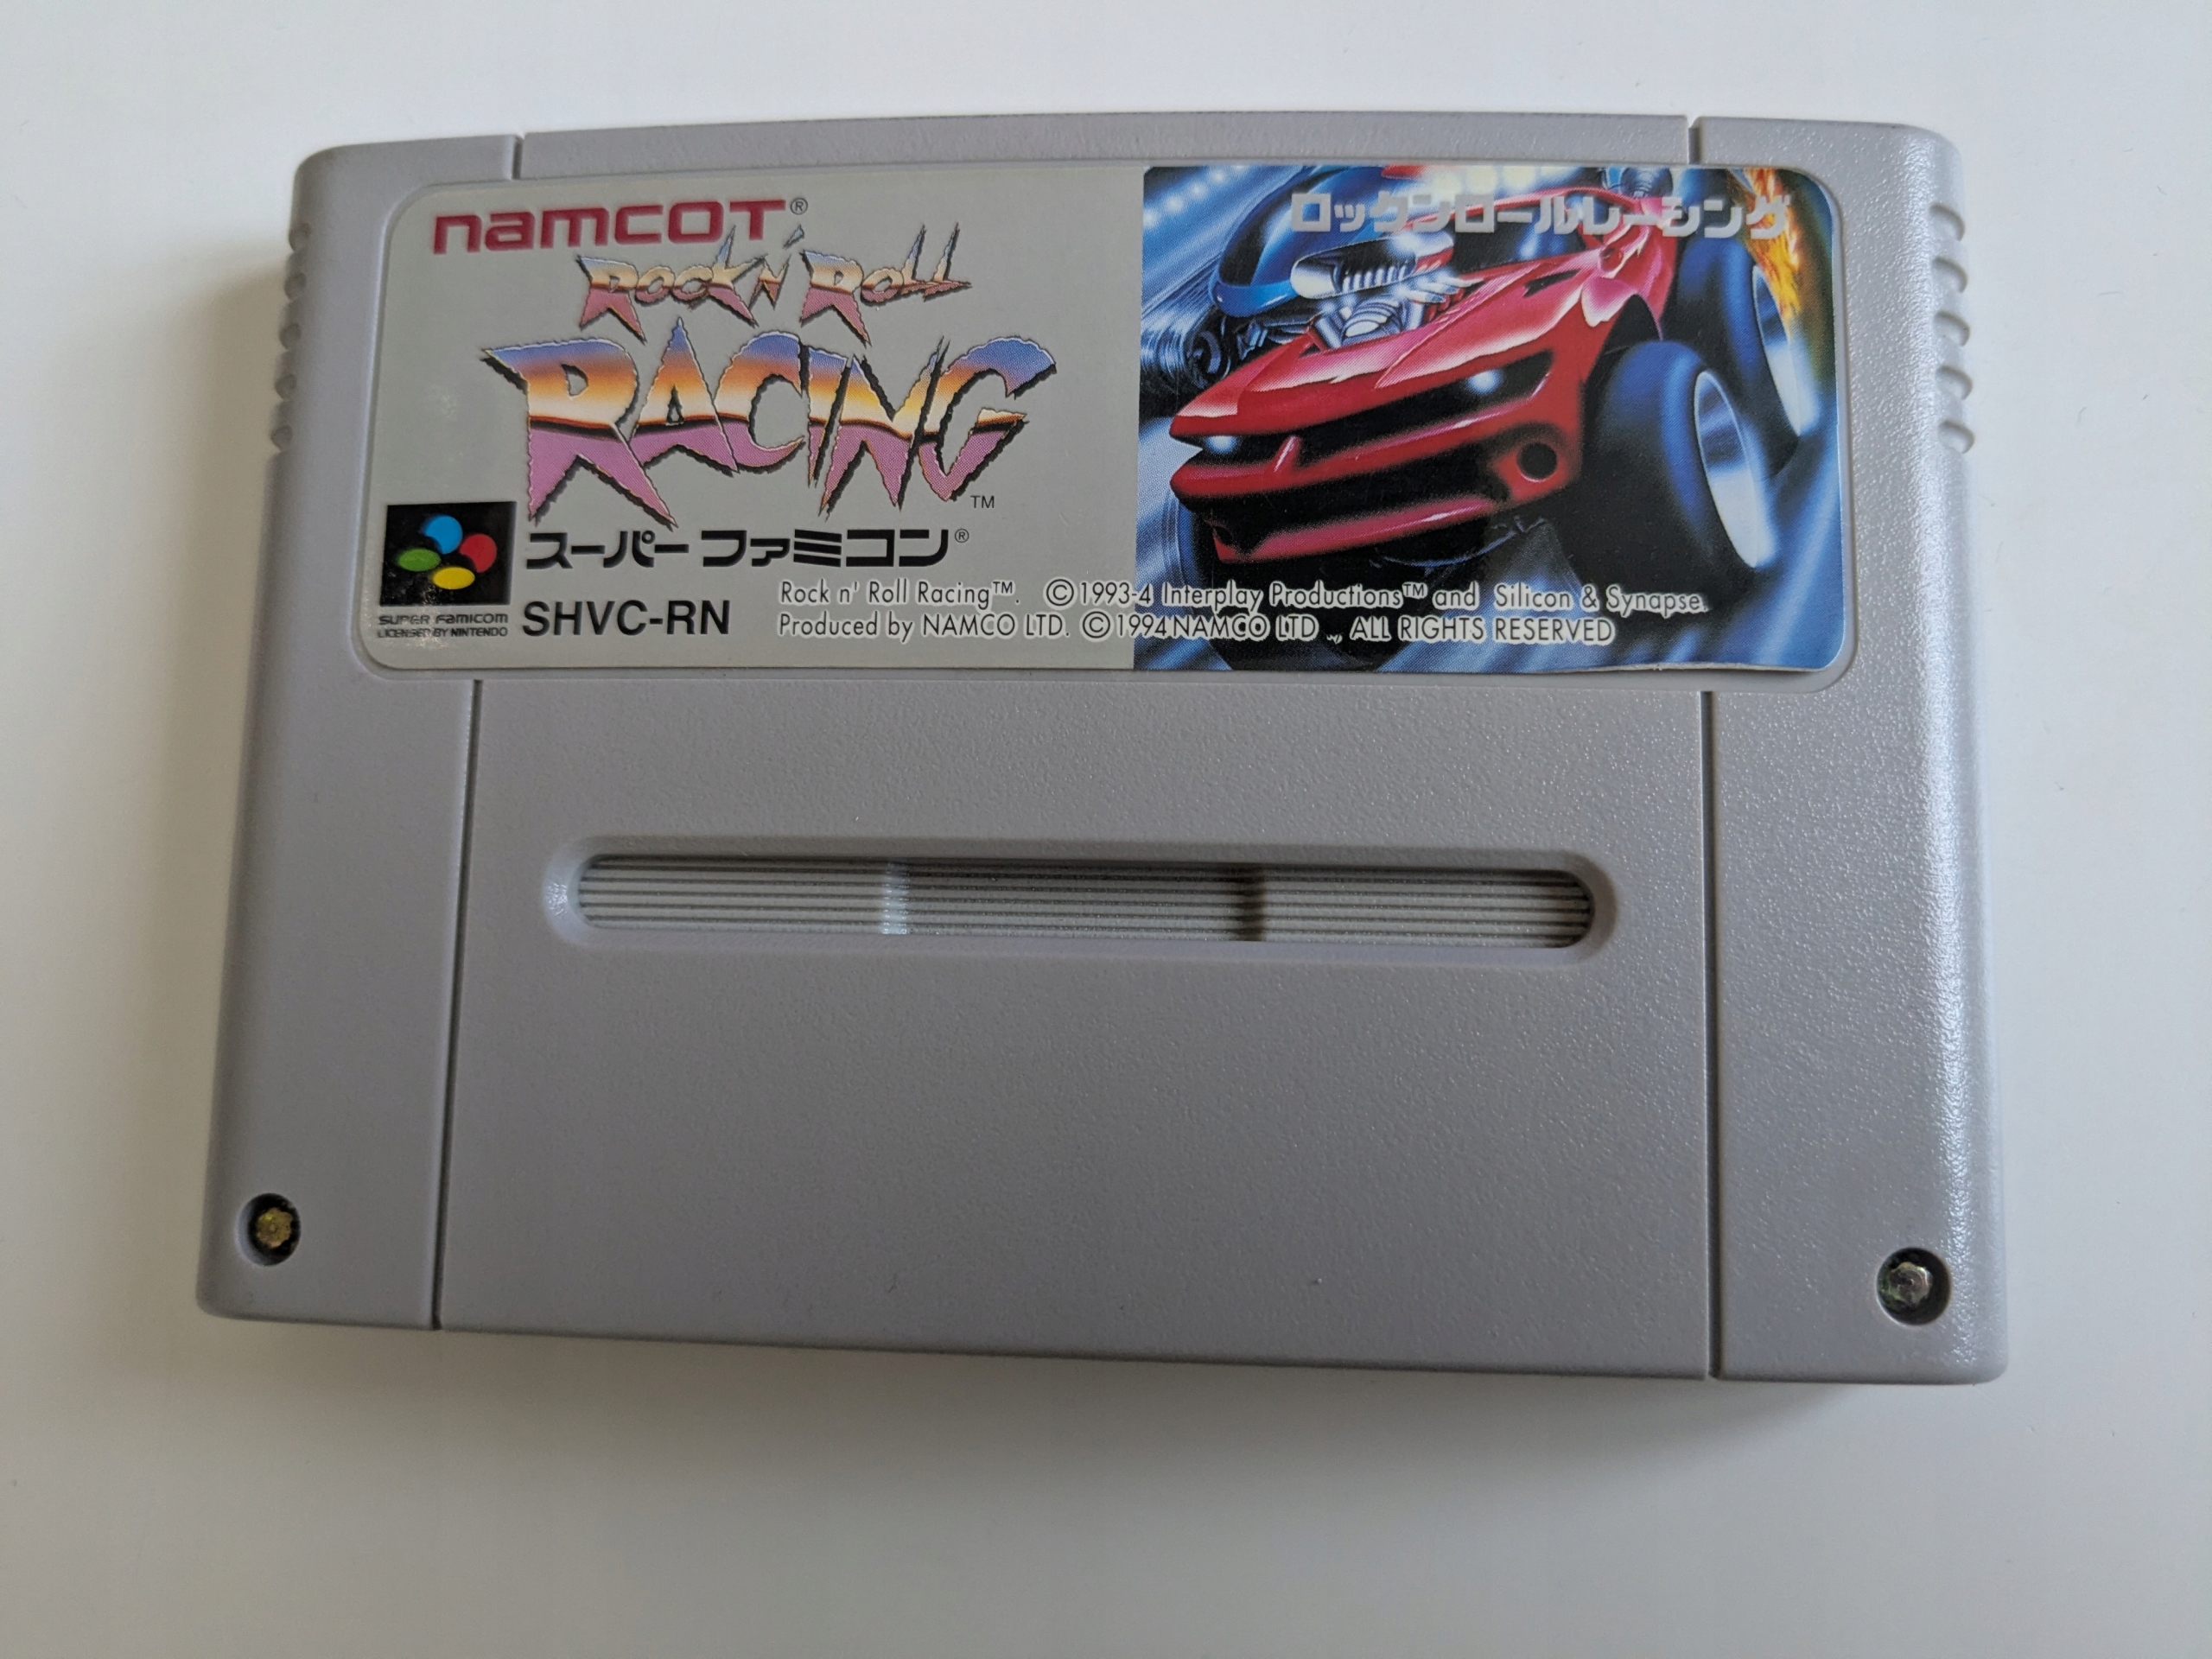 namcot®
ロックンロールレーシング
ROCK N' ROLL
RACING™
スーパーファミコン®
SUPER FAMICOM
LICENSED BY NINTENDO
SHVC-RN
Rock n' Roll Racing™. ©1993-4 Interplay Productions™ and Silicon & Synapse.
Produced by NAMCO LTD. ©1994 NAMCO LTD., ALL RIGHTS RESERVED